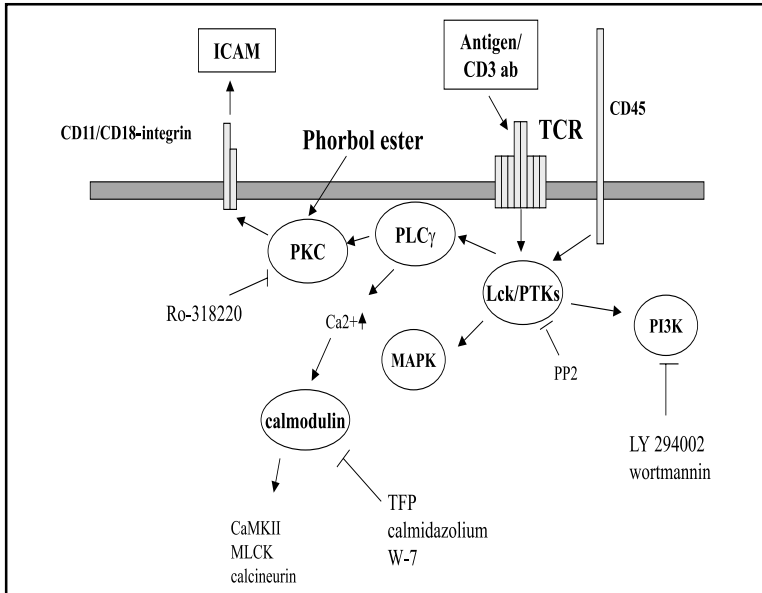 ICAM
Antigen/
CD3 ab
CD45
CD11/CD18-integrin
Phorbol ester
TCR
PKC
PLCγ
Lck/PTKs
Ro-318220
Ca2+
MAPK
PP2
PI3K
calmodulin
LY 294002
wortmannin
TFP
calmidazolium
W-7
CaMKII
MLCK
calcineurin